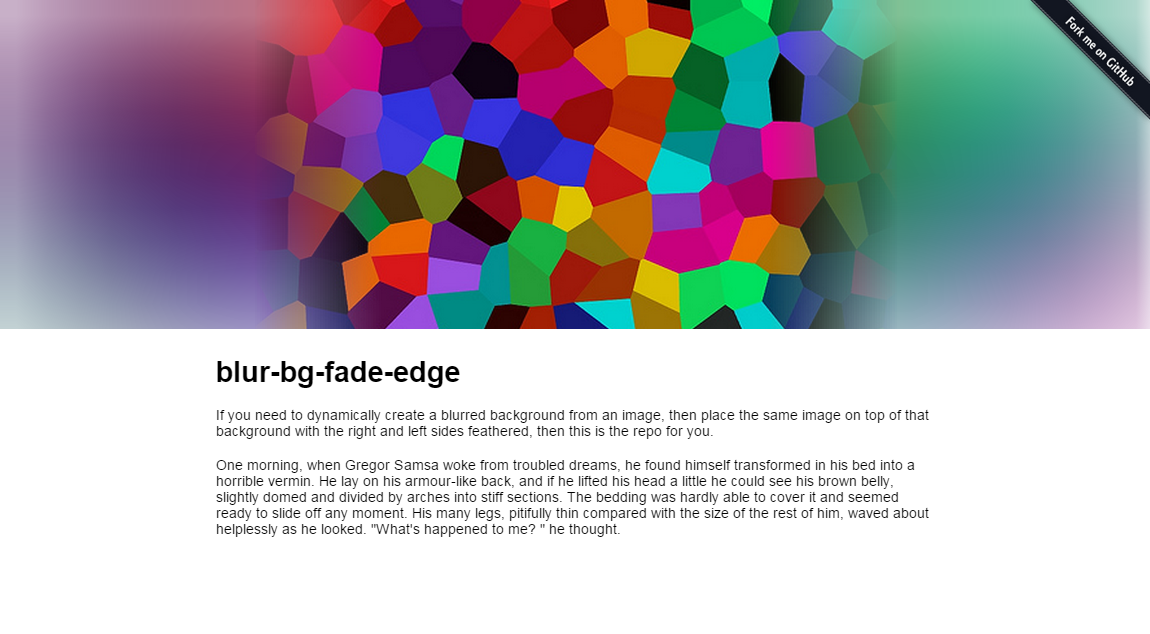 Fork me on GitHub
blur-bg-fade-edge
If you need to dynamically create a blurred background from an image, then place the same image on top of that
background with the right and left sides feathered, then this is the repo for you.
One morning, when Gregor Samsa woke from troubled dreams, he found himself transformed in his bed into a
horrible vermin. He lay on his armour-like back, and if he lifted his head a little he could see his brown belly,
slightly domed and divided by arches into stiff sections. The bedding was hardly able to cover it and seemed
ready to slide off any moment. His many legs, pitifully thin compared with the size of the rest of him, waved about
helplessly as he looked. "What's happened to me? " he thought.